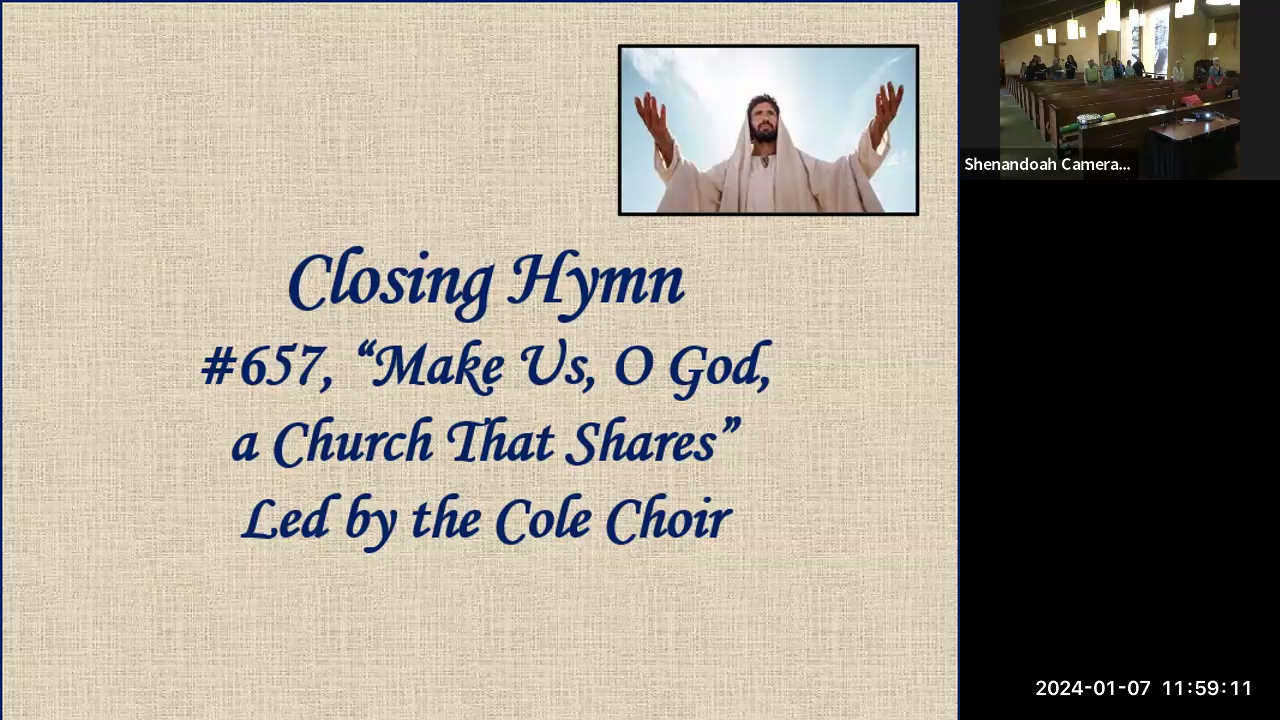 Closing Hymn
#657, “Make Us, O God,
a Church That Shares”
Led by the Cole Choir
Shenandoah Camera...
2024-01-07 11:59:11